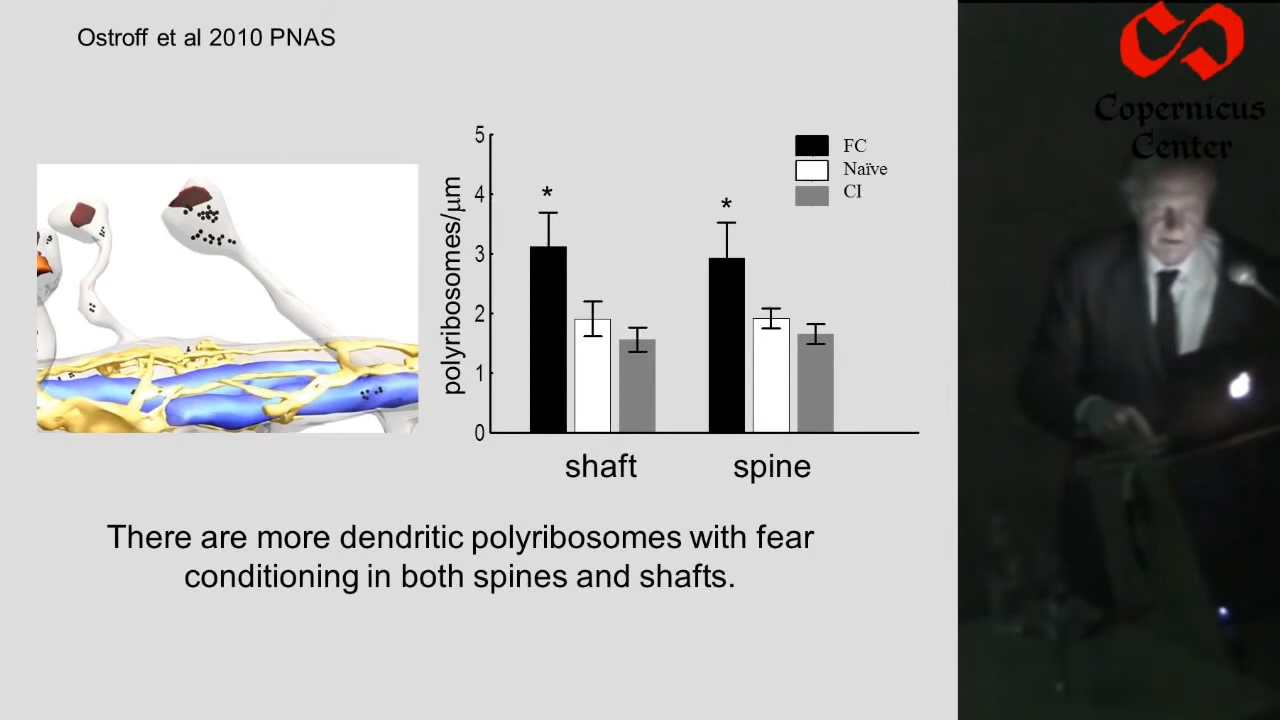 Ostroff et al 2010 PNAS
polyribosomes/μm
5
4
3
2
1
0
*
*
FC
Naïve
CI
shaft
spine
There are more dendritic polyribosomes with fear
conditioning in both spines and shafts.
Copernicus
Center